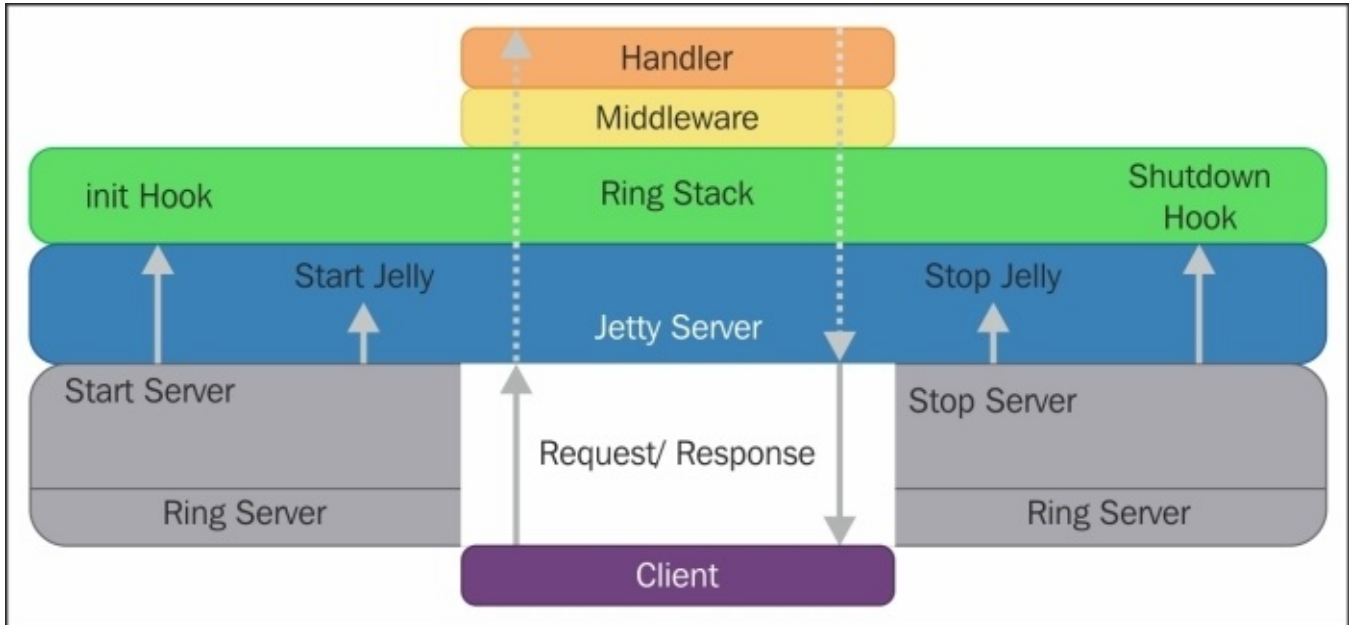 Handler
Middleware
init Hook
Ring Stack
Shutdown
Hook
Start Jelly
Stop Jelly
Jetty Server
Start Server
Stop Server
Request/ Response
Ring Server
Ring Server
Client